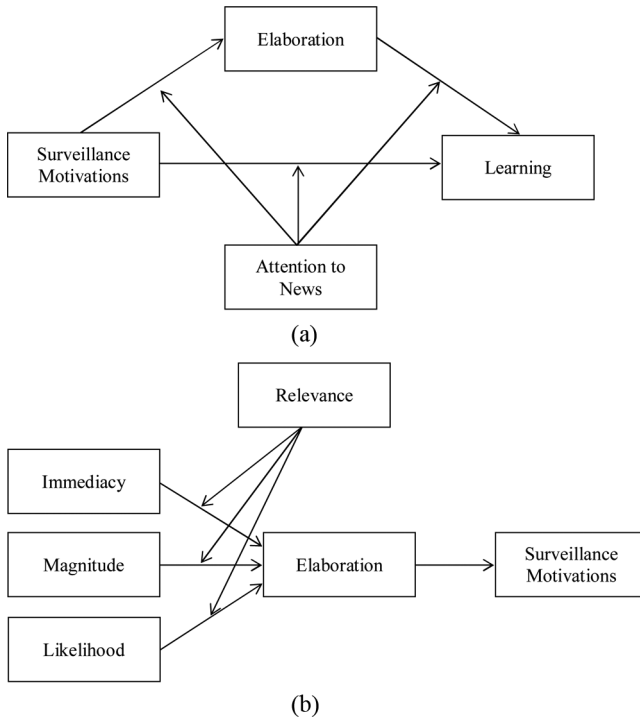 Elaboration
Surveillance
Motivations
Learning
Attention to
News
(a)
Relevance
Immediacy
Magnitude
Elaboration
Surveillance
Motivations
Likelihood
(b)